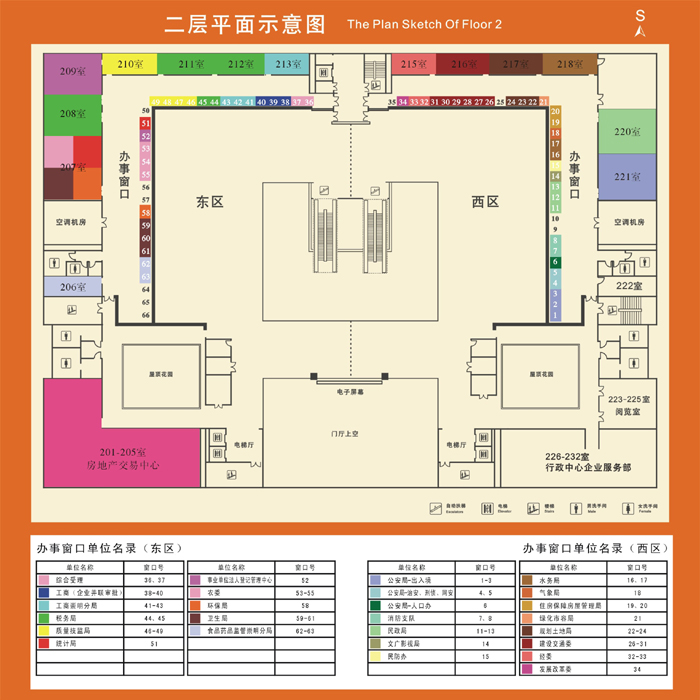 二层平面示意图 The Plan Sketch Of Floor 2
S
209室
210室
211室
212室
213室
215室
216室
217室
218室
208室
207室
206室
220室
221室
222室
空调机房
空调机房
49 48 47 46 45 44 43 42 41 40 39 38 37 36
35 34 33 32 31 30 29 28 27 26 25 24 23 22 21
50
51
52
53
54
55
56
57
58
59
60
61
62
63
64
65
66
20
19
18
17
16
14
13
12
11
10
9
8
7
6
5
4
3
2
1
办事窗口
办事窗口
东区
西区
屋顶花园
屋顶花园
电子屏幕
门厅上空
电梯厅
电梯厅
201-205室
房地产交易中心
223-225室
阅览室
226-232室
行政中心企业服务部
自动扶梯 Escalators
电梯 Elevator
楼梯 Stairs
男洗手间 Male
女洗手间 Female
办事窗口单位名录（东区）
单位名称 窗口号 单位名称 窗口号
综合受理 36、37 事业单位法人登记管理中心 52
工商（企业并联审批） 38-40 农委 53-55
工商崇明分局 41-43 环保局 58
税务局 44、45 卫生局 59-61
质量技监局 46-49 食品药品监管崇明分局 62-63
统计局 51
办事窗口单位名录（西区）
单位名称 窗口号 单位名称 窗口号
公安局-出入境 1-3 水务局 16、17
公安局-治安、刑侦、网安 4、5 气象局 18
公安局-人口办 6 住房保障房屋管理局 19、20
消防支队 7、8 绿化市容局 21
民政局 11-13 规划土地局 22-24
文广影视局 14 建设交通委 26-31
民防办 15 经委 32-33
发展改革委 34